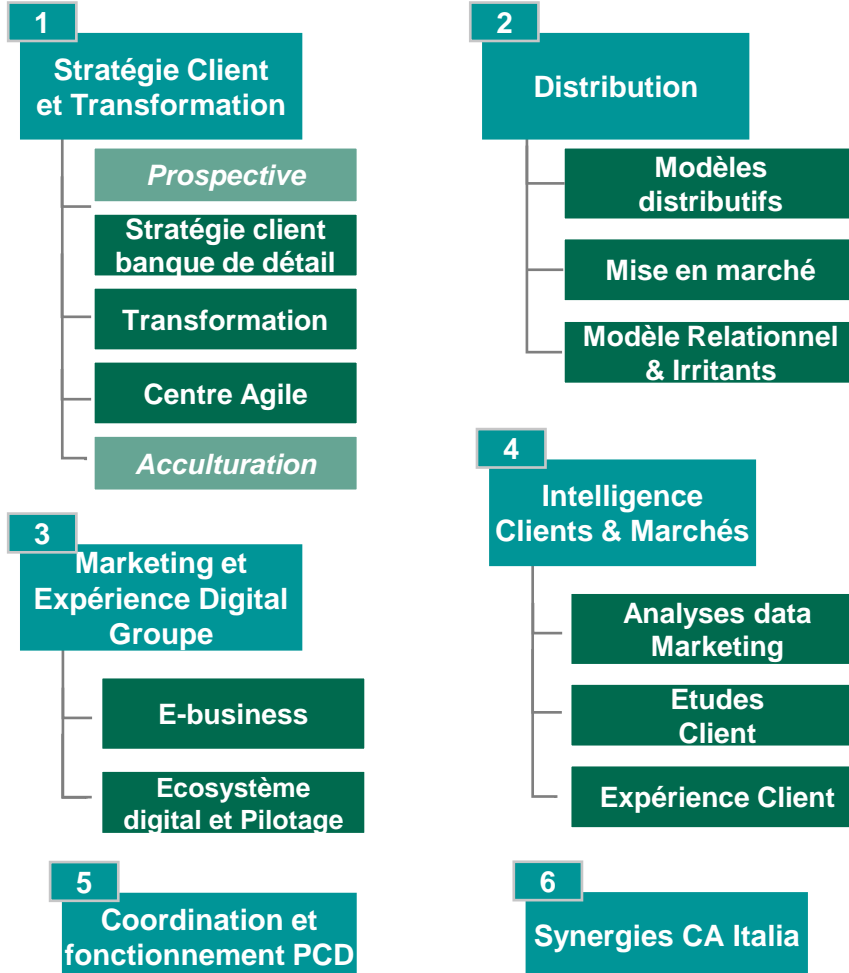 1
Stratégie Client
et Transformation
Prospective
Stratégie client
banque de détail
Transformation
Centre Agile
Acculturation
2
Distribution
Modèles
distributifs
Mise en marché
Modèle Relationnel
& Irritants
3
Marketing et
Expérience Digital
Groupe
E-business
Ecosystème
digital et Pilotage
4
Intelligence
Clients & Marchés
Analyses data
Marketing
Etudes
Client
Expérience Client
5
Coordination et
fonctionnement PCD
6
Synergies CA Italia